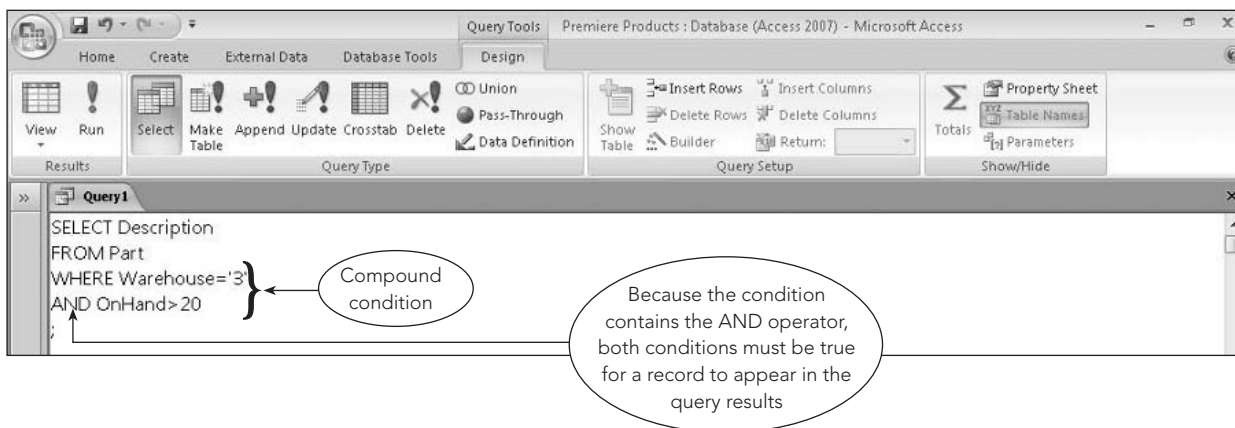 Query Tools
Premiere Products : Database (Access 2007) - Microsoft Access
Home Create External Data Database Tools Design
View
Run
Select
Make Table
Append
Update
Crosstab
Delete
Union
Pass-Through
Data Definition
Show Table
Insert Rows
Delete Rows
Builder
Insert Columns
Delete Columns
Return:
Totals
Property Sheet
Table Names
Parameters
Results
Query Type
Query Setup
Show/Hide
Query1
SELECT Description
FROM Part
WHERE Warehouse='3'
AND OnHand>20
;
Compound
condition
Because the condition
contains the AND operator,
both conditions must be true
for a record to appear in the
query results